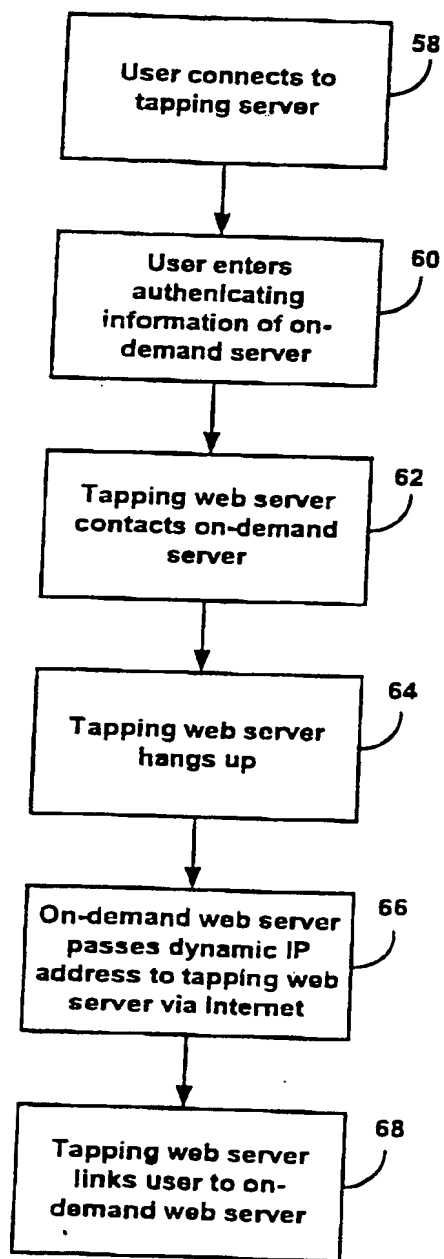 58
User connects to
tapping server
60
User enters
authenicating
information of on-
demand server
62
Tapping web server
contacts on-demand
server
64
Tapping web server
hangs up
66
On-demand web server
passes dynamic IP
address to tapping web
server via Internet
68
Tapping web server
links user to on-
demand web server